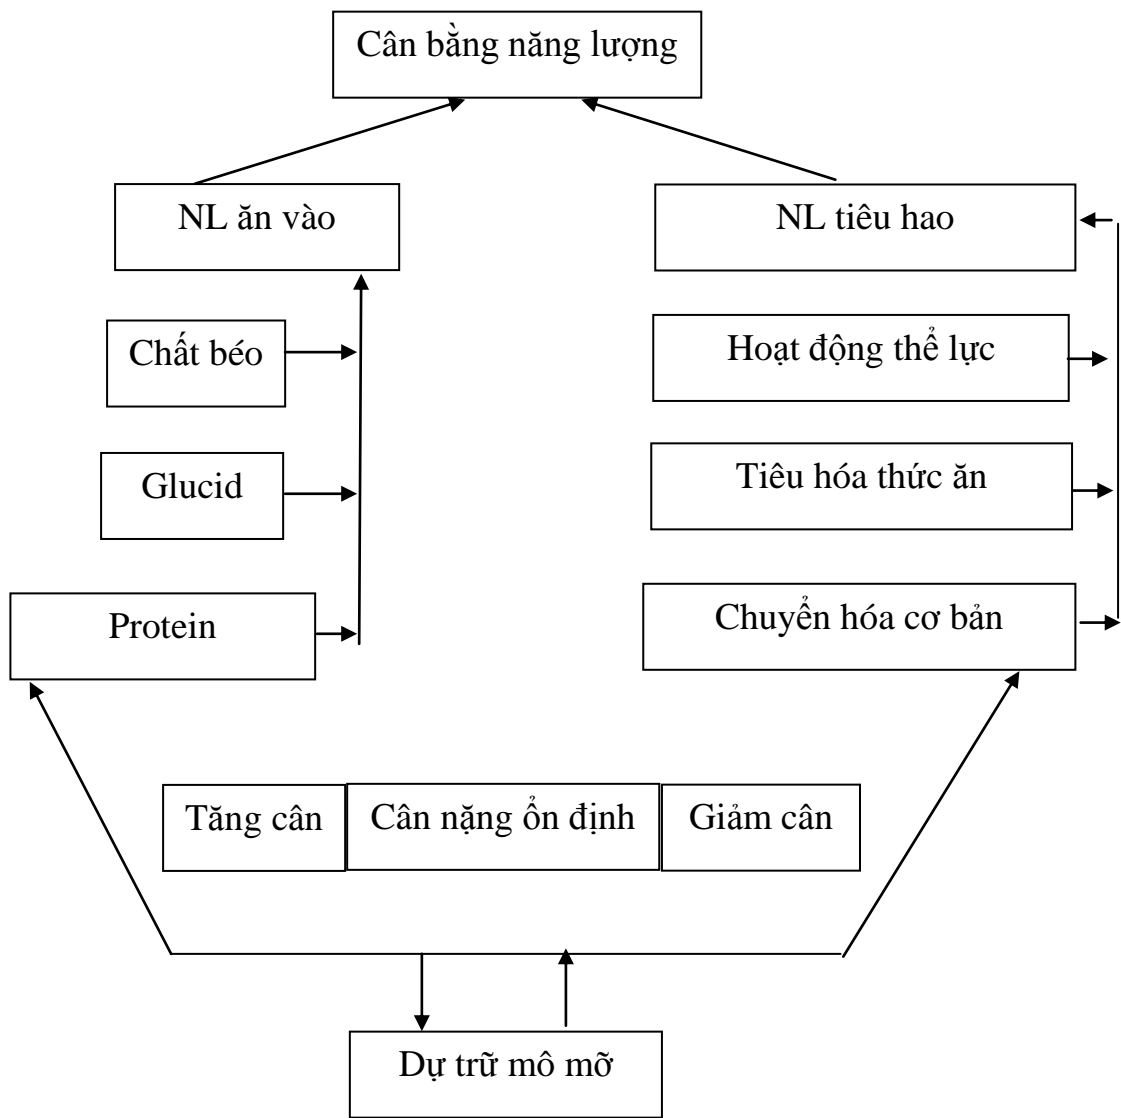 Cân bằng năng lượng
NL ăn vào
NL tiêu hao
Chất béo
Hoạt động thể lực
Glucid
Tiêu hóa thức ăn
Protein
Chuyển hóa cơ bản
Tăng cân
Cân nặng ổn định
Giảm cân
Dự trữ mô mỡ